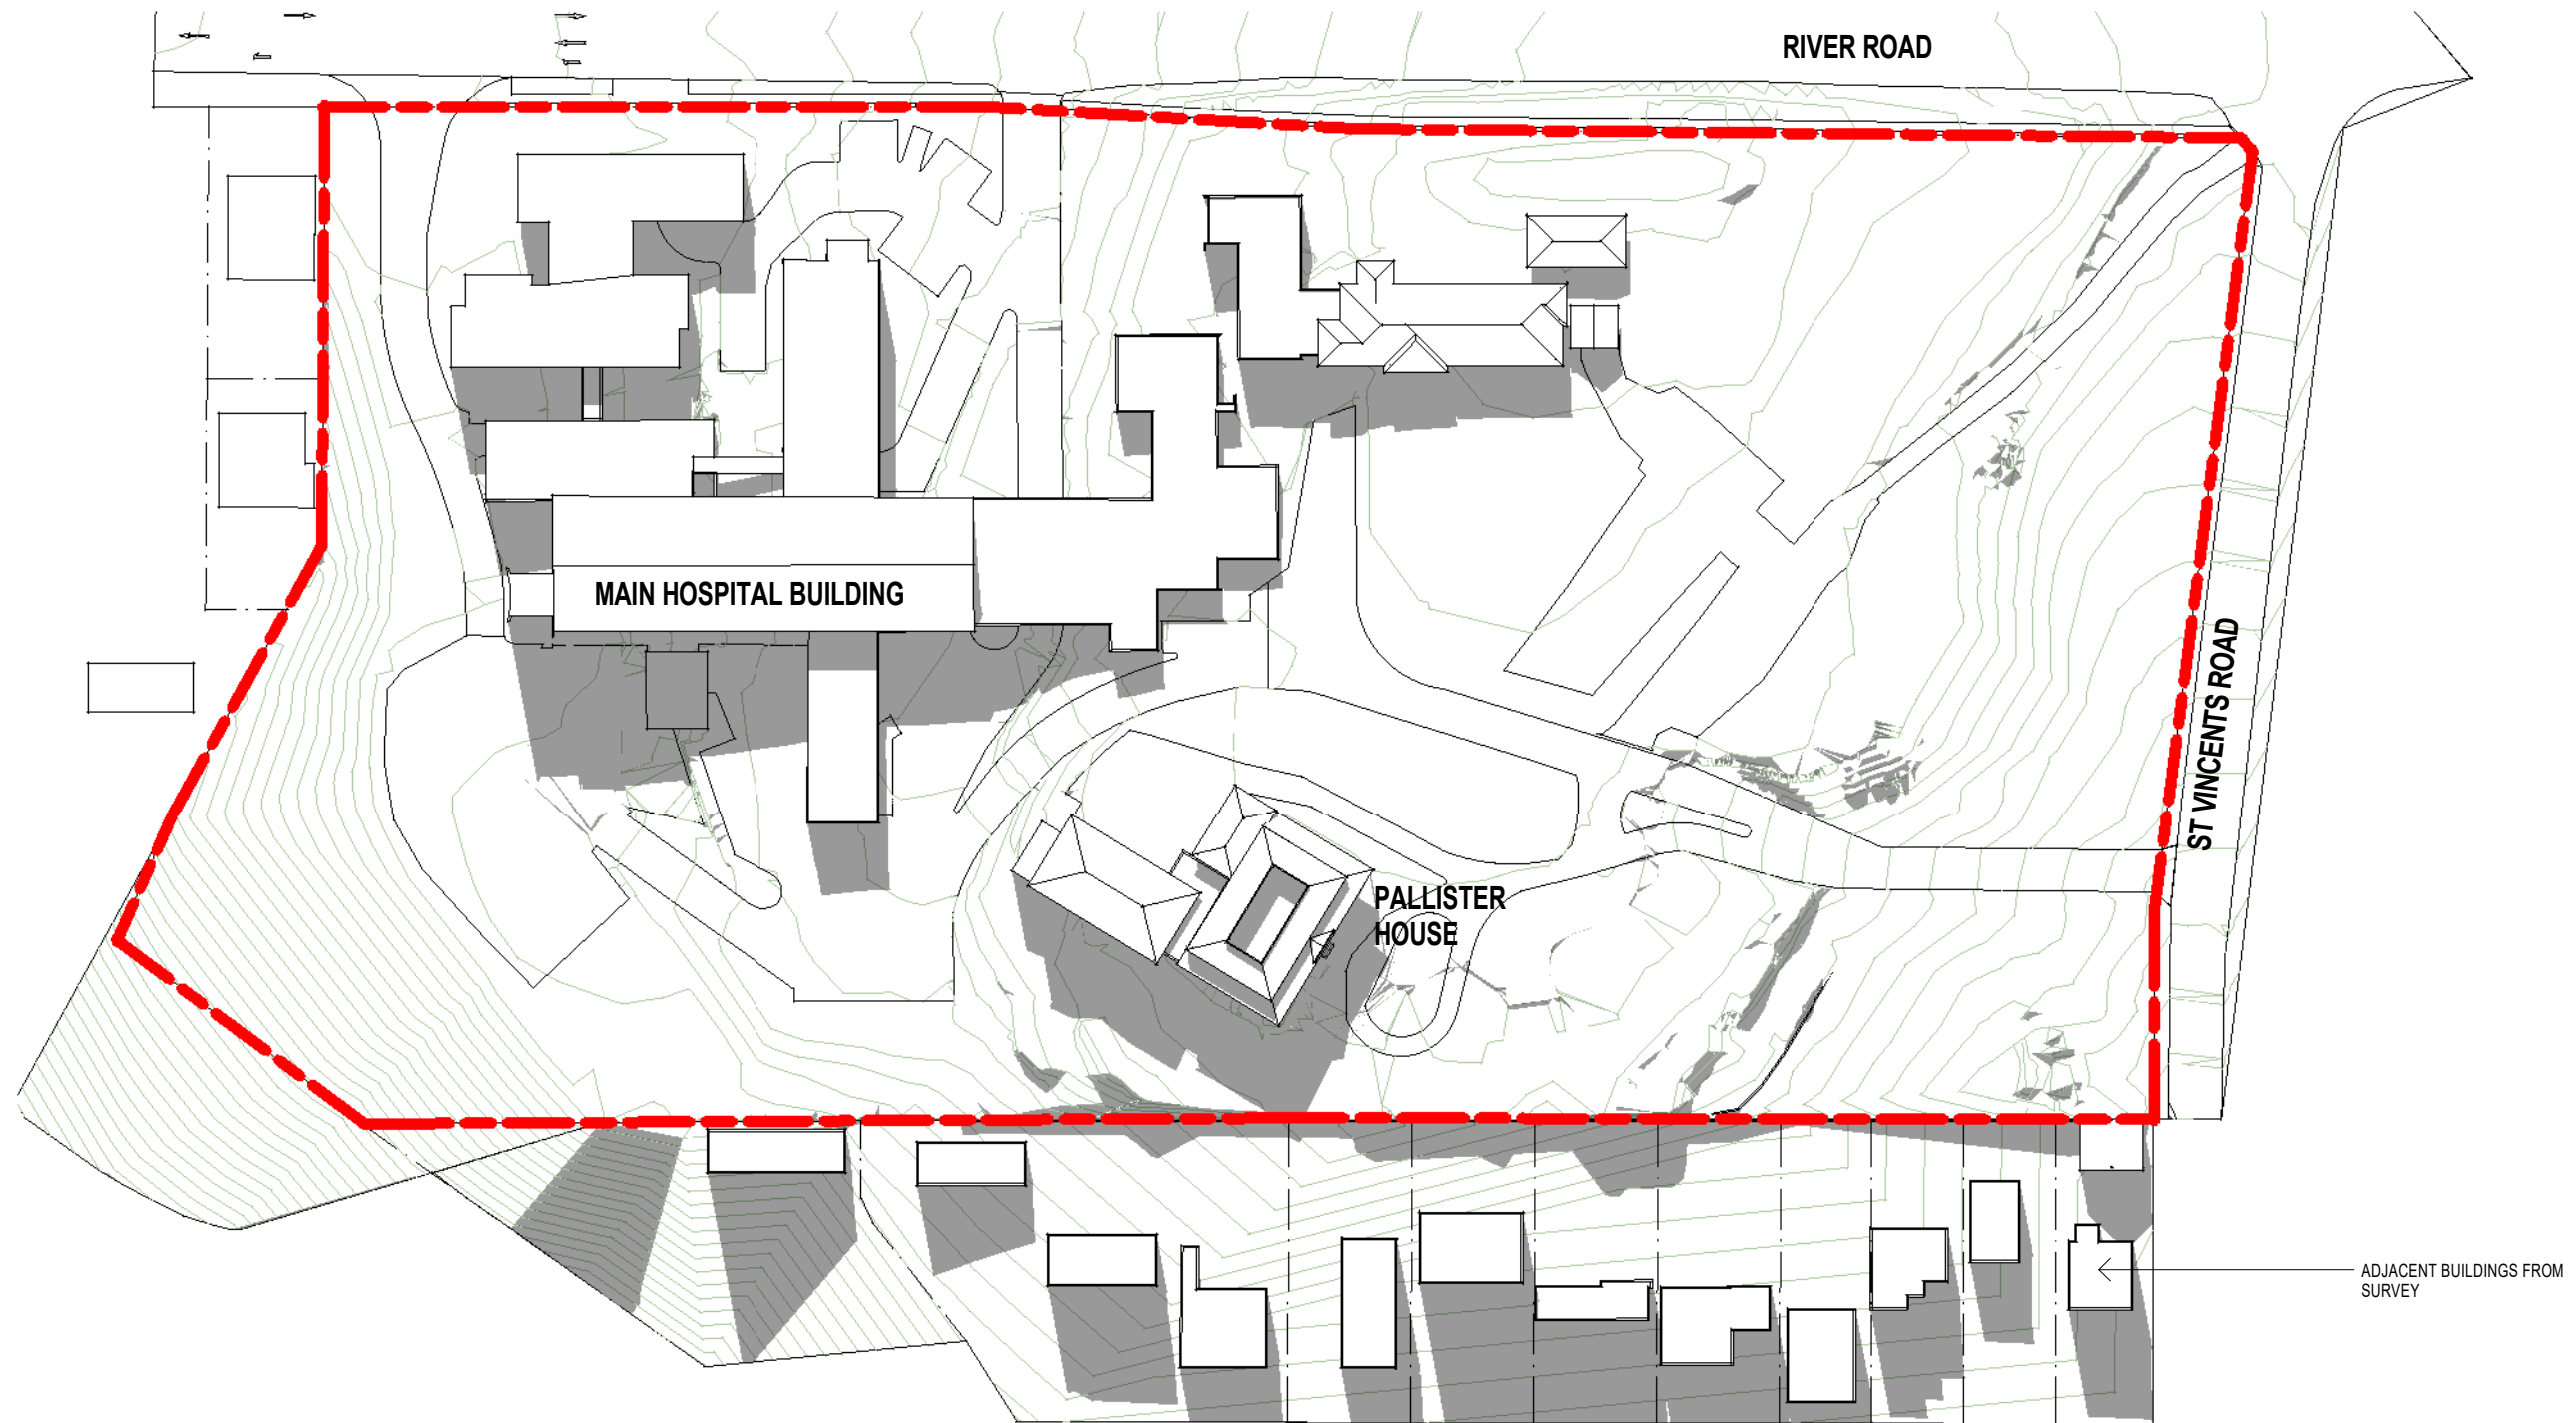 RIVER ROAD
MAIN HOSPITAL BUILDING
ST VINCENTS ROAD
PALLISTER
HOUSE
ADJACENT BUILDINGS FROM
SURVEY